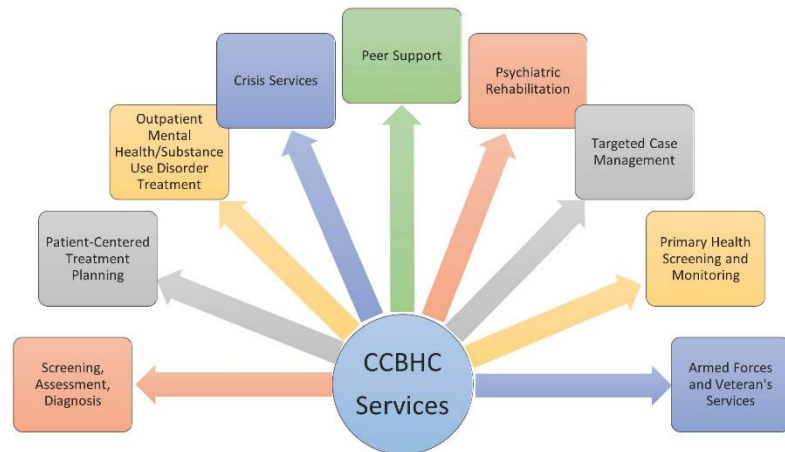 Peer Support
Crisis Services
Psychiatric
Rehabilitation
Outpatient
Mental
Health/Substance
Use Disorder
Treatment
Targeted Case
Management
Patient-Centered
Treatment
Planning
Primary Health
Screening and
Monitoring
Screening,
Assessment,
Diagnosis
CCBHC
Services
Armed Forces
and Veteran's
Services